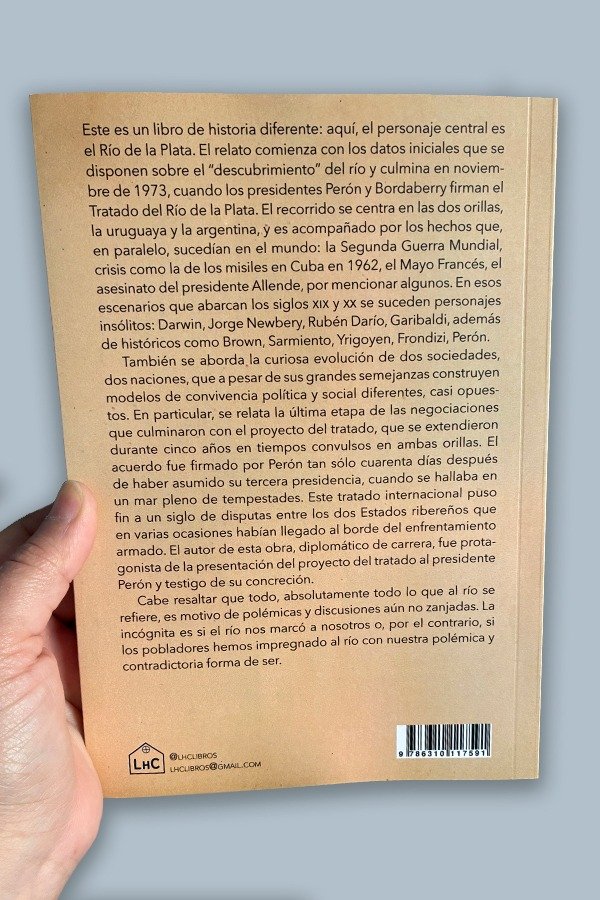 Este es un libro de historia diferente: aquí, el personaje central es
el Río de la Plata. El relato comienza con los datos iniciales que se
disponen sobre el “descubrimiento” del río y culmina en noviem-
bre de 1973, cuando los presidentes Perón y Bordaberry firman el
Tratado del Río de la Plata. El recorrido se centra en las dos orillas,
la uruguaya y la argentina, y es acompañado por los hechos que,
en paralelo, sucedían en el mundo: la Segunda Guerra Mundial,
crisis como la de los misiles en Cuba en 1962, el Mayo Francés, el
asesinato del presidente Allende, por mencionar algunos. En esos
escenarios que abarcan los siglos XIX y XX se suceden personajes
insólitos: Darwin, Jorge Newbery, Rubén Darío, Garibaldi, además
de históricos como Brown, Sarmiento, Yrigoyen, Frondizi, Perón.
También se aborda la curiosa evolución de dos sociedades,
dos naciones, que a pesar de sus grandes semejanzas construyen
modelos de convivencia política y social diferentes, casi opues-
tos. En particular, se relata la última etapa de las negociaciones
que culminaron con el proyecto del tratado, que se extendieron
durante cinco años en tiempos convulsos en ambas orillas. El
acuerdo fue firmado por Perón tan sólo cuarenta días después
de haber asumido su tercera presidencia, cuando se hallaba en
un mar pleno de tempestades. Este tratado internacional puso
fin a un siglo de disputas entre los dos Estados ribereños que
en varias ocasiones habían llegado al borde del enfrentamiento
armado. El autor de esta obra, diplomático de carrera, fue prota-
gonista de la presentación del proyecto del tratado al presidente
Perón y testigo de su concreción.
Cabe resaltar que todo, absolutamente todo lo que al río se
refiere, es motivo de polémicas y discusiones aún no zanjadas. La
incógnita es si el río nos marcó a nosotros o, por el contrario, si
los pobladores hemos impregnado al río con nuestra polémica y
contradictoria forma de ser.
LHC
@LHCLIBROS
LHCLIBROS@GMAIL.COM
9 786310 117591